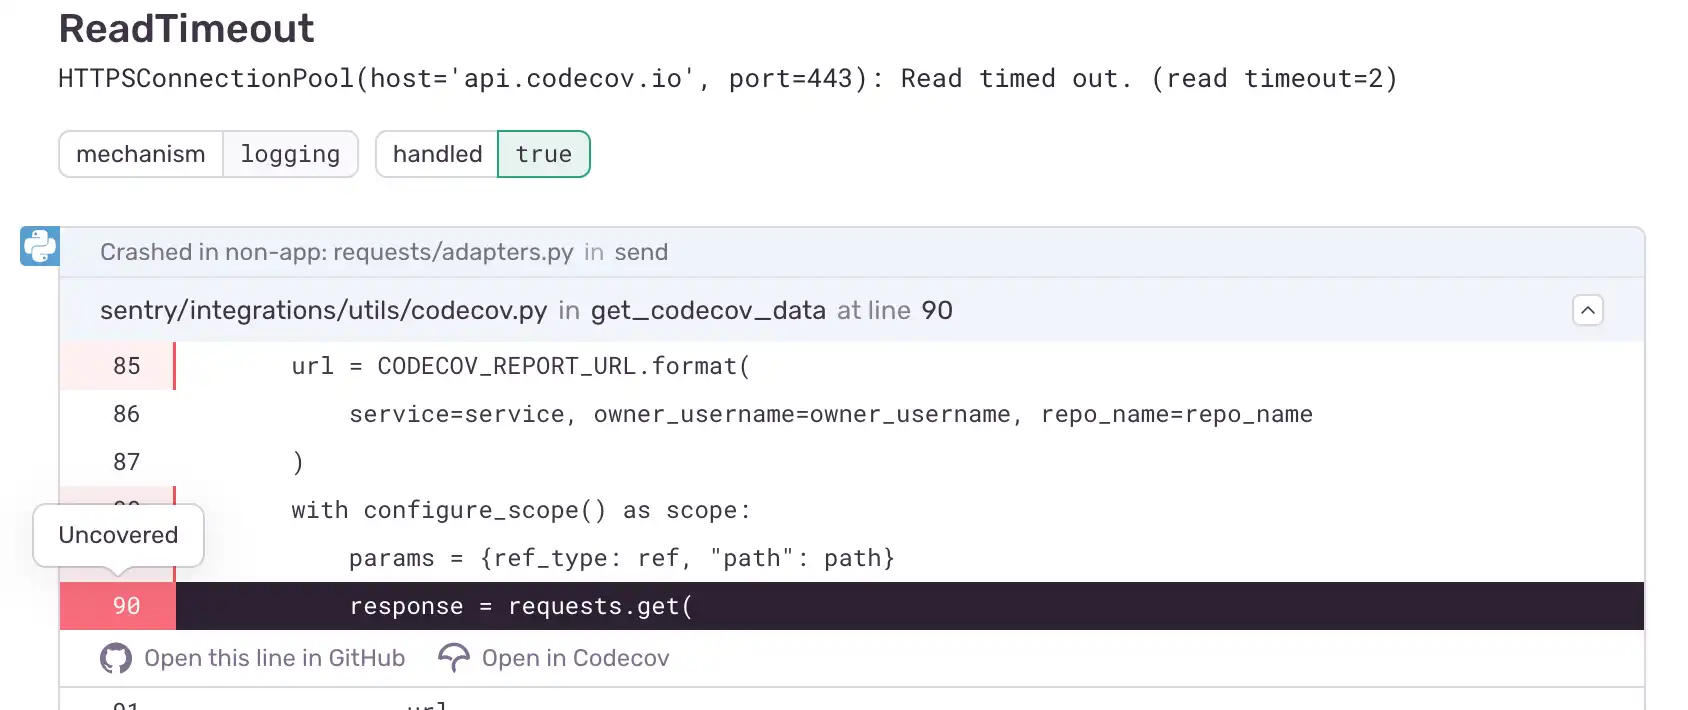 ReadTimeout
HTTPSConnectionPool(host='api.codecov.io', port=443): Read timed out. (read timeout=2)
mechanism logging handled true
Crashed in non-app: requests/adapters.py in send
sentry/integrations/utils/codecov.py in get_codecov_data at line 90
85 url = CODECOV_REPORT_URL.format(
86 service=service, owner_username=owner_username, repo_name=repo_name
87 )
with configure_scope() as scope:
Uncovered
params = {ref_type: ref, "path": path}
90 response = requests.get(
Open this line in GitHub Open in Codecov
91 url